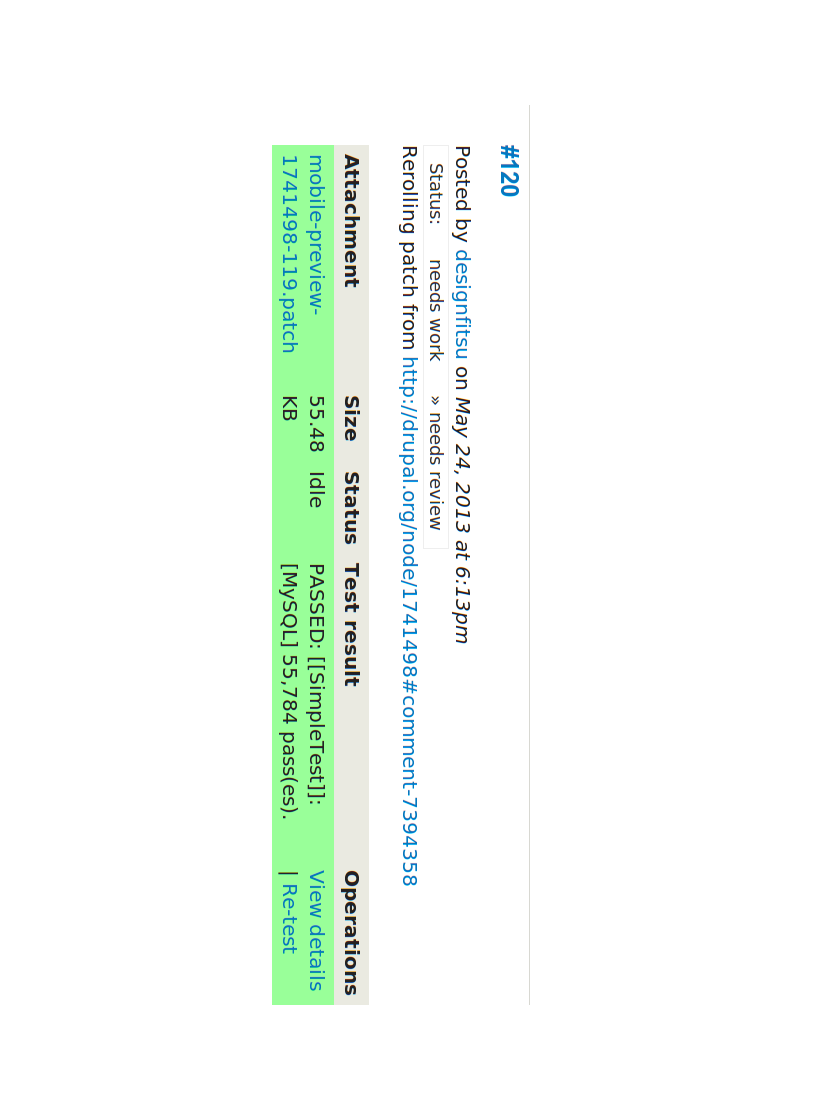 #120
Posted by designfitsu on May 24, 2013 at 6:13pm
Status: needs work » needs review
Rerolling patch from http://drupal.org/node/1741498#comment-7394358
Attachment Size Status Test result Operations
mobile-preview- 55.48 Idle PASSED: [[SimpleTest]]: View details
1741498-119.patch KB [MySQL] 55,784 pass(es). | Re-test